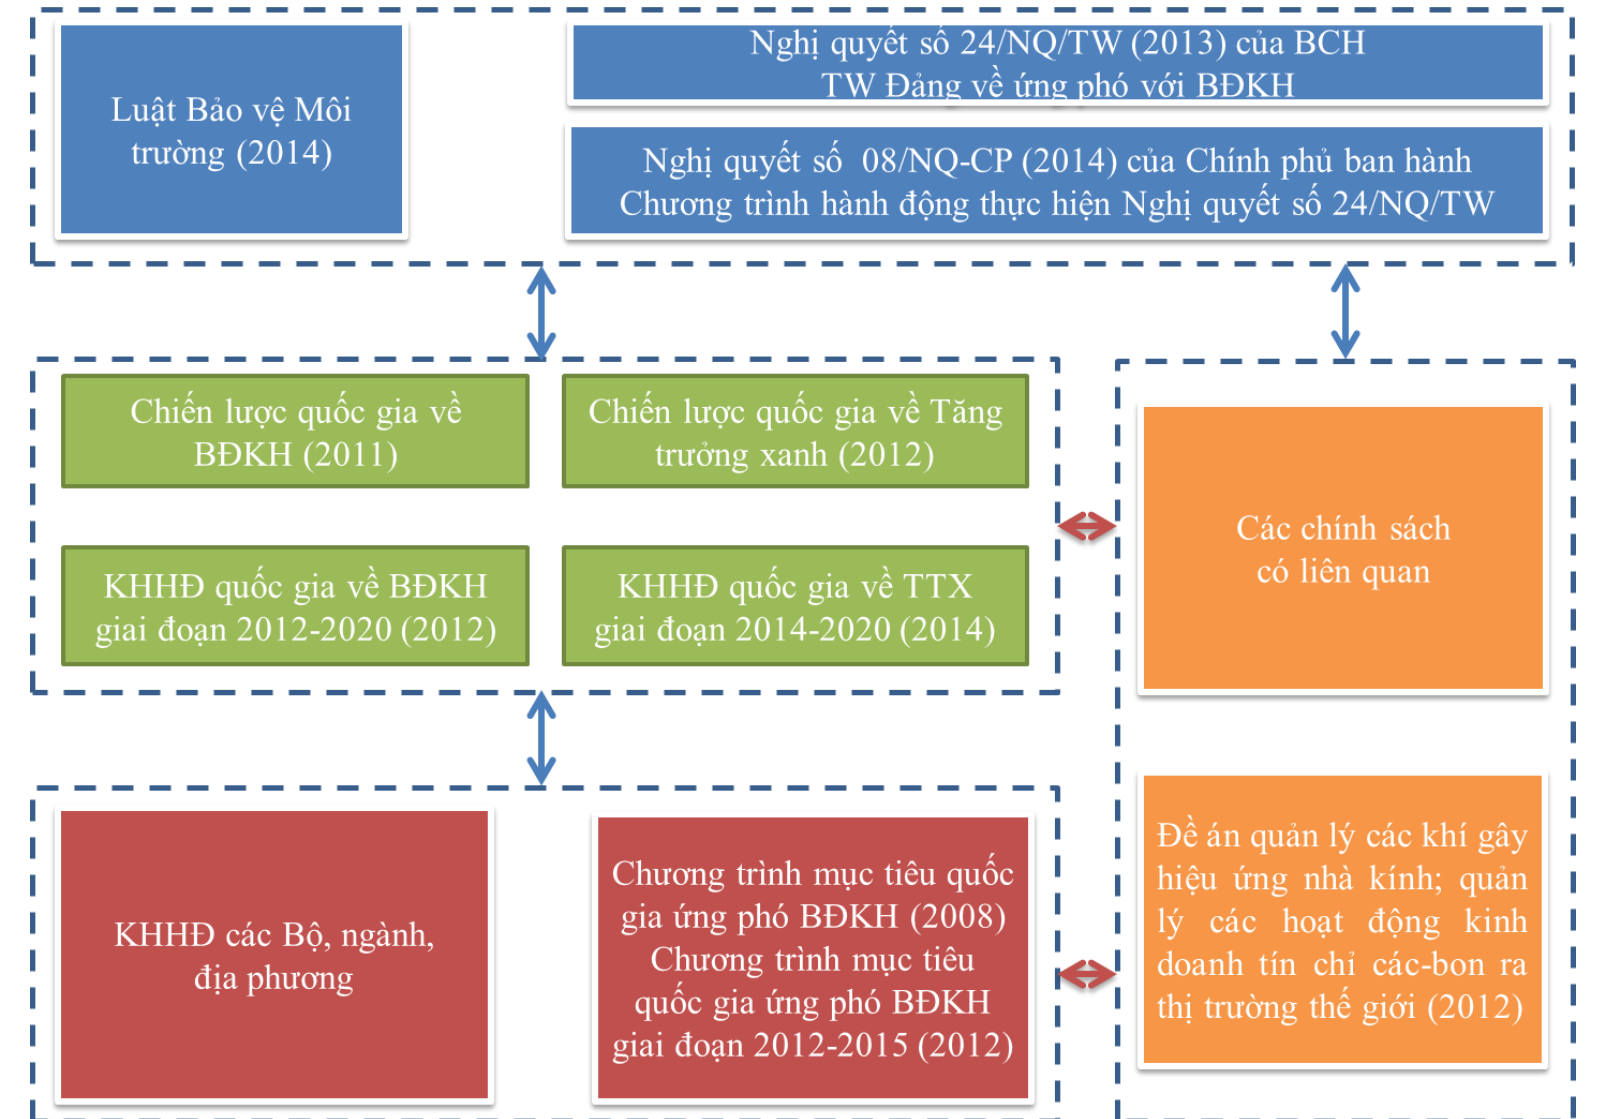 Luật Bảo vệ Môi
trường (2014)
Nghị quyết số 24/NQ/TW (2013) của BCH
TW Đảng về ứng phó với BĐKH
Nghị quyết số 08/NQ-CP (2014) của Chính phủ ban hành
Chương trình hành động thực hiện Nghị quyết số 24/NQ/TW
Chiến lược quốc gia về
BĐKH (2011)
Chiến lược quốc gia về Tăng
trưởng xanh (2012)
KHHĐ quốc gia về BĐKH
giai đoạn 2012-2020 (2012)
KHHĐ quốc gia về TTX
giai đoạn 2014-2020 (2014)
Các chính sách
có liên quan
KHHĐ các Bộ, ngành,
địa phương
Chương trình mục tiêu quốc
gia ứng phó BĐKH (2008)
Chương trình mục tiêu
quốc gia ứng phó BĐKH
giai đoạn 2012-2015 (2012)
Đề án quản lý các khí gây
hiệu ứng nhà kính; quản
lý các hoạt động kinh
doanh tín chỉ các-bon ra
thị trường thế giới (2012)